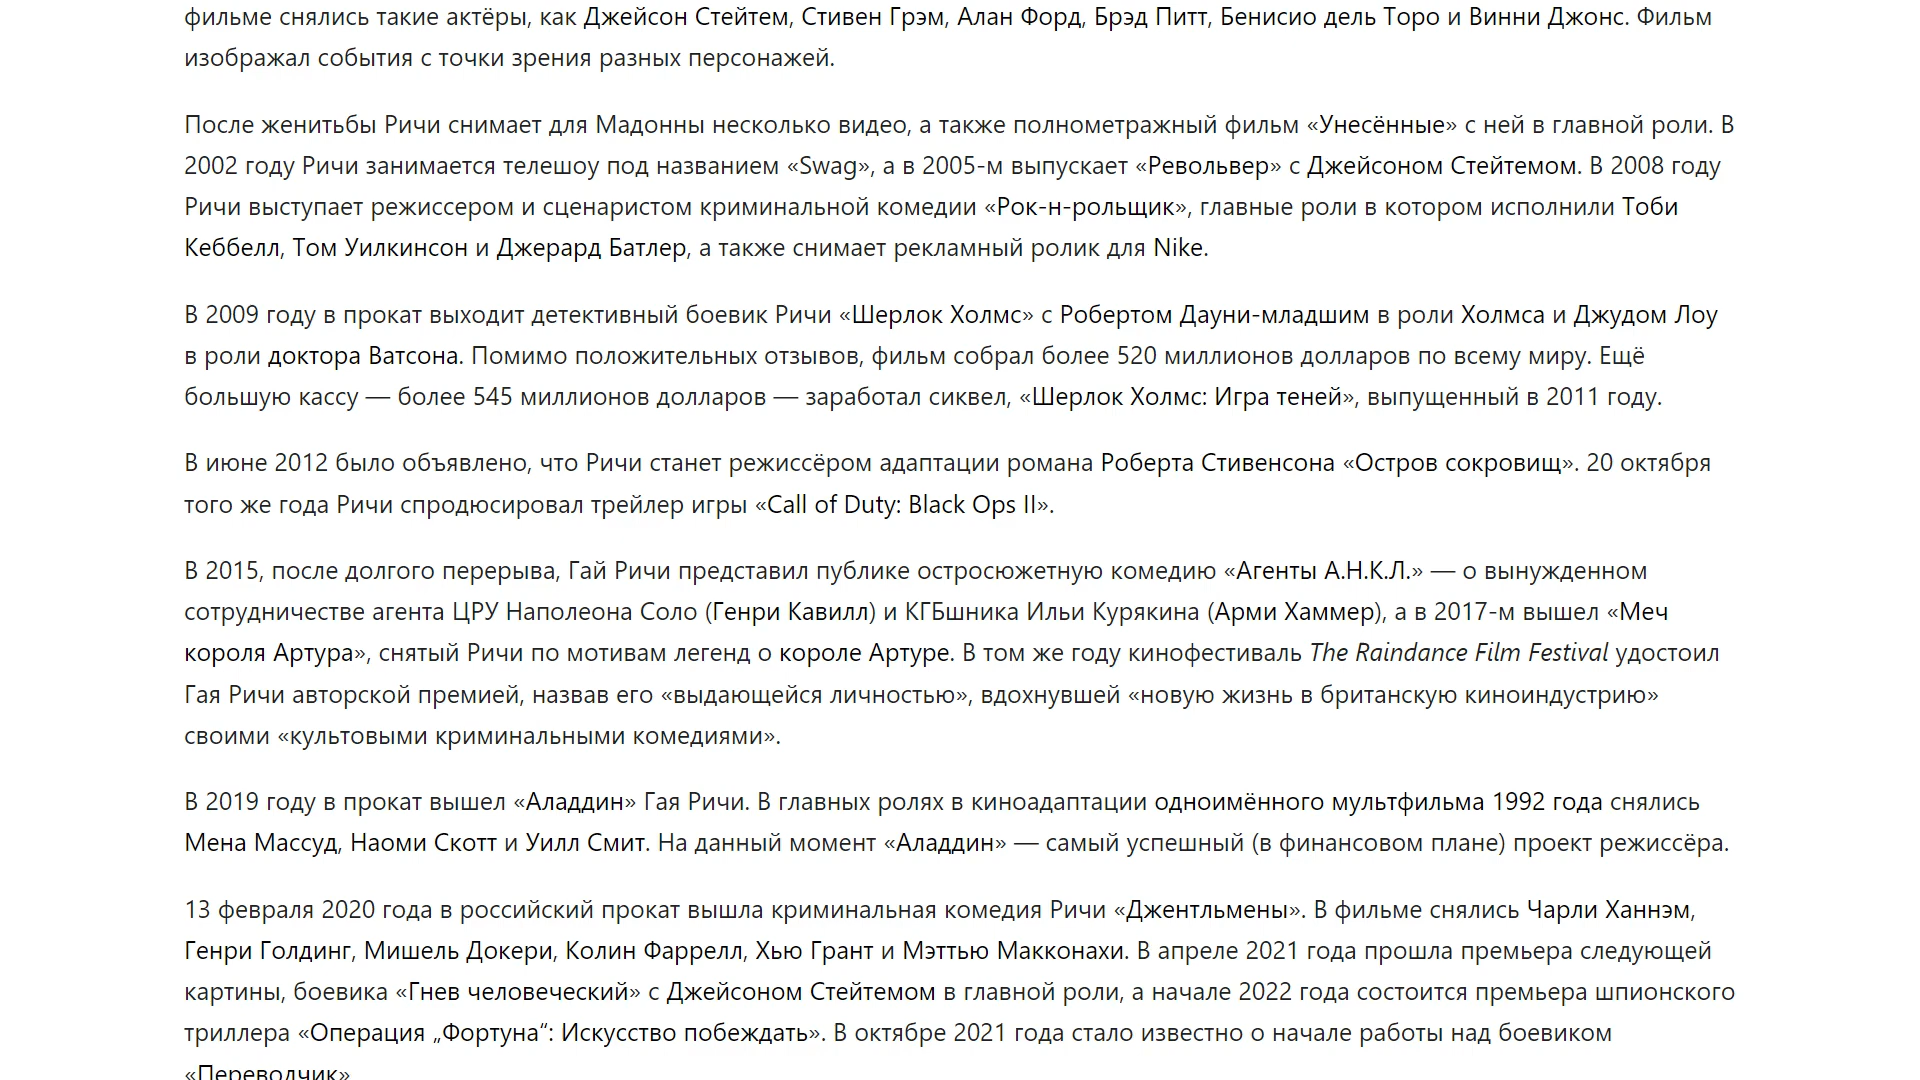 фильме снялись такие актёры, как Джейсон Стейтем, Стивен Грэм, Алан Форд, Брэд Питт, Бенисио дель Торо и Винни Джонс. Фильм
изображал события с точки зрения разных персонажей.
После женитьбы Ричи снимает для Мадонны несколько видео, а также полнометражный фильм «Унесённые» с ней в главной роли. В
2002 году Ричи занимается телешоу под названием «Swag», а в 2005-м выпускает «Револьвер» с Джейсоном Стейтемом. В 2008 году
Ричи выступает режиссером и сценаристом криминальной комедии «Рок-н-рольщик», главные роли в котором исполнили Тоби
Кеббелл, Том Уилкинсон и Джерард Батлер, а также снимает рекламный ролик для Nike.
В 2009 году в прокат выходит детективный боевик Ричи «Шерлок Холмс» с Робертом Дауни-младшим в роли Холмса и Джудом Лоу
в роли доктора Ватсона. Помимо положительных отзывов, фильм собрал более 520 миллионов долларов по всему миру. Ещё
большую кассу — более 545 миллионов долларов — заработал сиквел, «Шерлок Холмс: Игра теней», выпущенный в 2011 году.
В июне 2012 было объявлено, что Ричи станет режиссёром адаптации романа Роберта Стивенсона «Остров сокровищ». 20 октября
того же года Ричи спродюсировал трейлер игры «Call of Duty: Black Ops II».
В 2015, после долгого перерыва, Гай Ричи представил публике остросюжетную комедию «Агенты А.Н.К.Л.» — о вынужденном
сотрудничестве агента ЦРУ Наполеона Соло (Генри Кавилл) и КГБшника Ильи Курякина (Арми Хаммер), а в 2017-м вышел «Меч
короля Артура», снятый Ричи по мотивам легенд о короле Артуре. В том же году кинофестиваль The Raindance Film Festival удостоил
Гая Ричи авторской премией, назвав его «выдающейся личностью», вдохнувшей «новую жизнь в британскую киноиндустрию»
своими «культовыми криминальными комедиями».
В 2019 году в прокат вышел «Аладдин» Гая Ричи. В главных ролях в киноадаптации одноимённого мультфильма 1992 года снялись
Мена Массуд, Наоми Скотт и Уилл Смит. На данный момент «Аладдин» — самый успешный (в финансовом плане) проект режиссёра.
13 февраля 2020 года в российский прокат вышла криминальная комедия Ричи «Джентльмены». В фильме снялись Чарли Ханнэм,
Генри Голдинг, Мишель Докери, Колин Фаррелл, Хью Грант и Мэттью Макконахи. В апреле 2021 года прошла премьера следующей
картины, боевика «Гнев человеческий» с Джейсоном Стейтемом в главной роли, а начале 2022 года состоится премьера шпионского
триллера «Операция „Фортуна“: Искусство побеждать». В октябре 2021 года стало известно о начале работы над боевиком
«Переводчик»